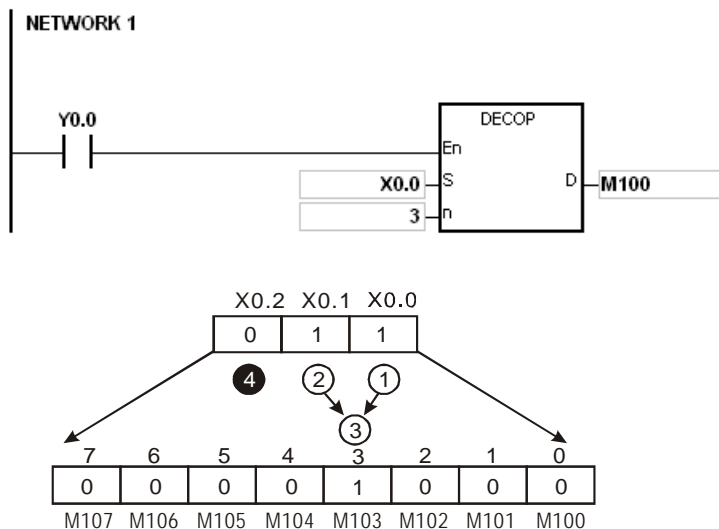 NETWORK 1
Y0.0
DECOP
En
X0.0 S D M100
3 n
X0.2 X0.1 X0.0
0 1 1
4 2 1
3
7 6 5 4 3 2 1 0
0 0 0 0 1 0 0 0
M107 M106 M105 M104 M103 M102 M101 M100